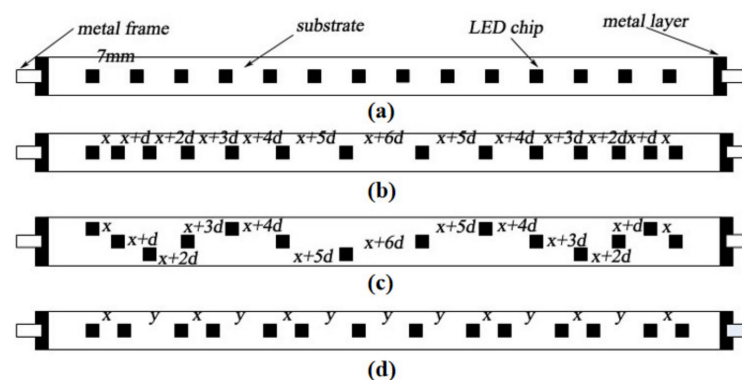 metal frame substrate LED chip metal layer
7mm
(a)
x x+d x+2d x+3d x+4d x+5d x+6d x+5d x+4d x+3d x+2d x+d x
(b)
x x+3d x+4d x+5d x+4d x+d x
x+d x+6d x+3d
x+2d x+5d x+2d
(c)
x y x y x y y y x y x y x
(d)